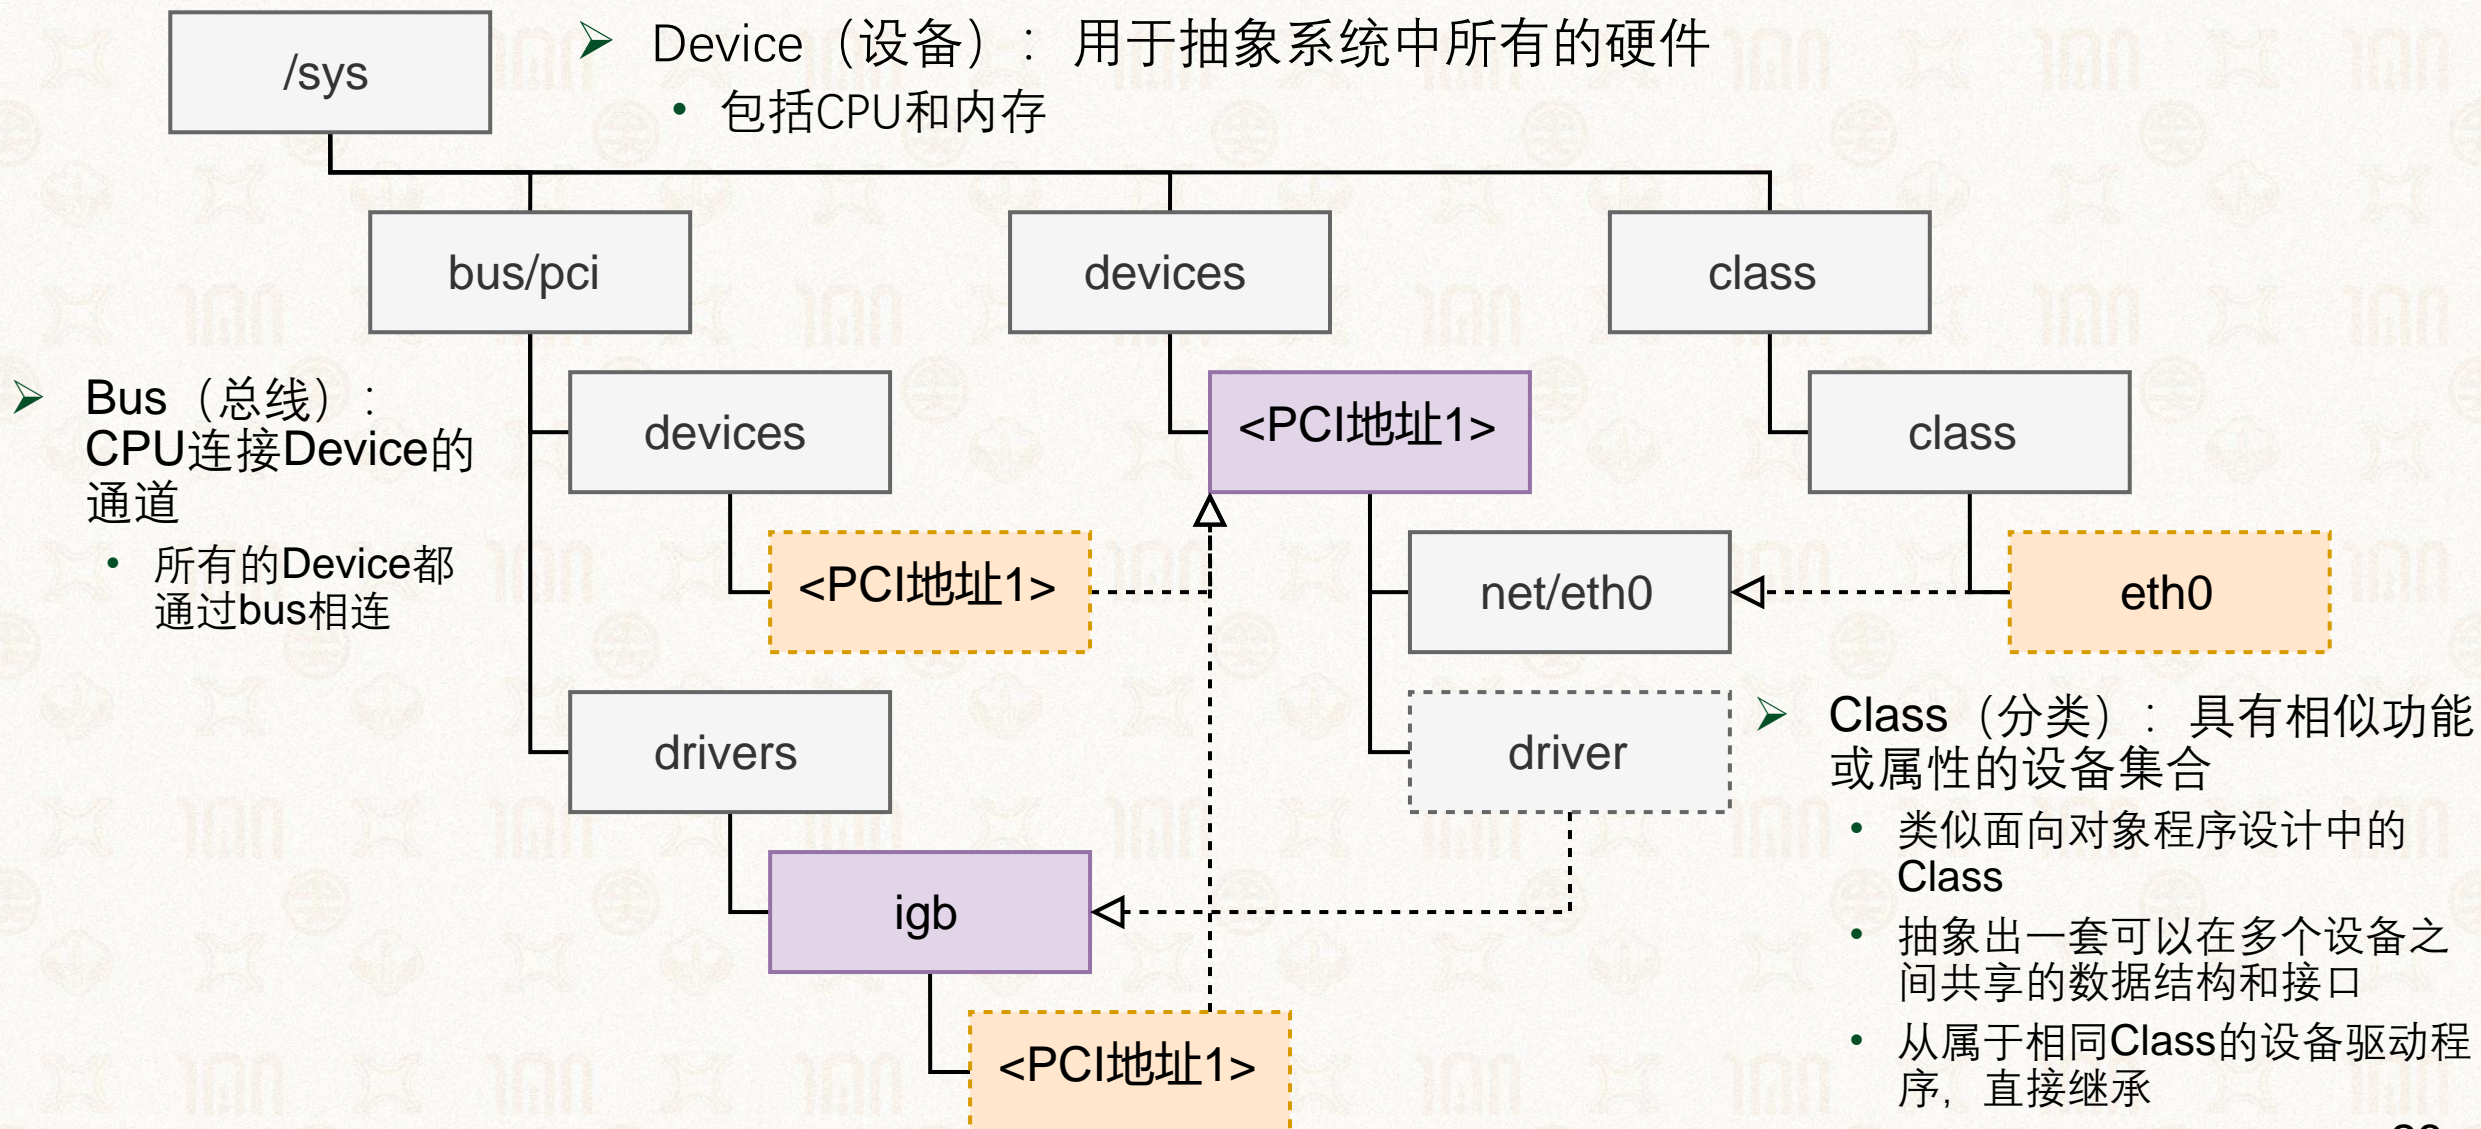 /sys
Device（设备）：用于抽象系统中所有的硬件
包括CPU和内存
bus/pci
devices
class
Bus（总线）：
CPU连接Device的
通道
所有的Device都
通过bus相连
devices
<PCI地址1>
class
<PCI地址1>
net/eth0
eth0
drivers
driver
Class（分类）：具有相似功能
或属性的设备集合
类似面向对象程序设计中的
Class
抽象出一套可以在多个设备之
间共享的数据结构和接口
从属于相同Class的设备驱动程
序，直接继承
igb
<PCI地址1>